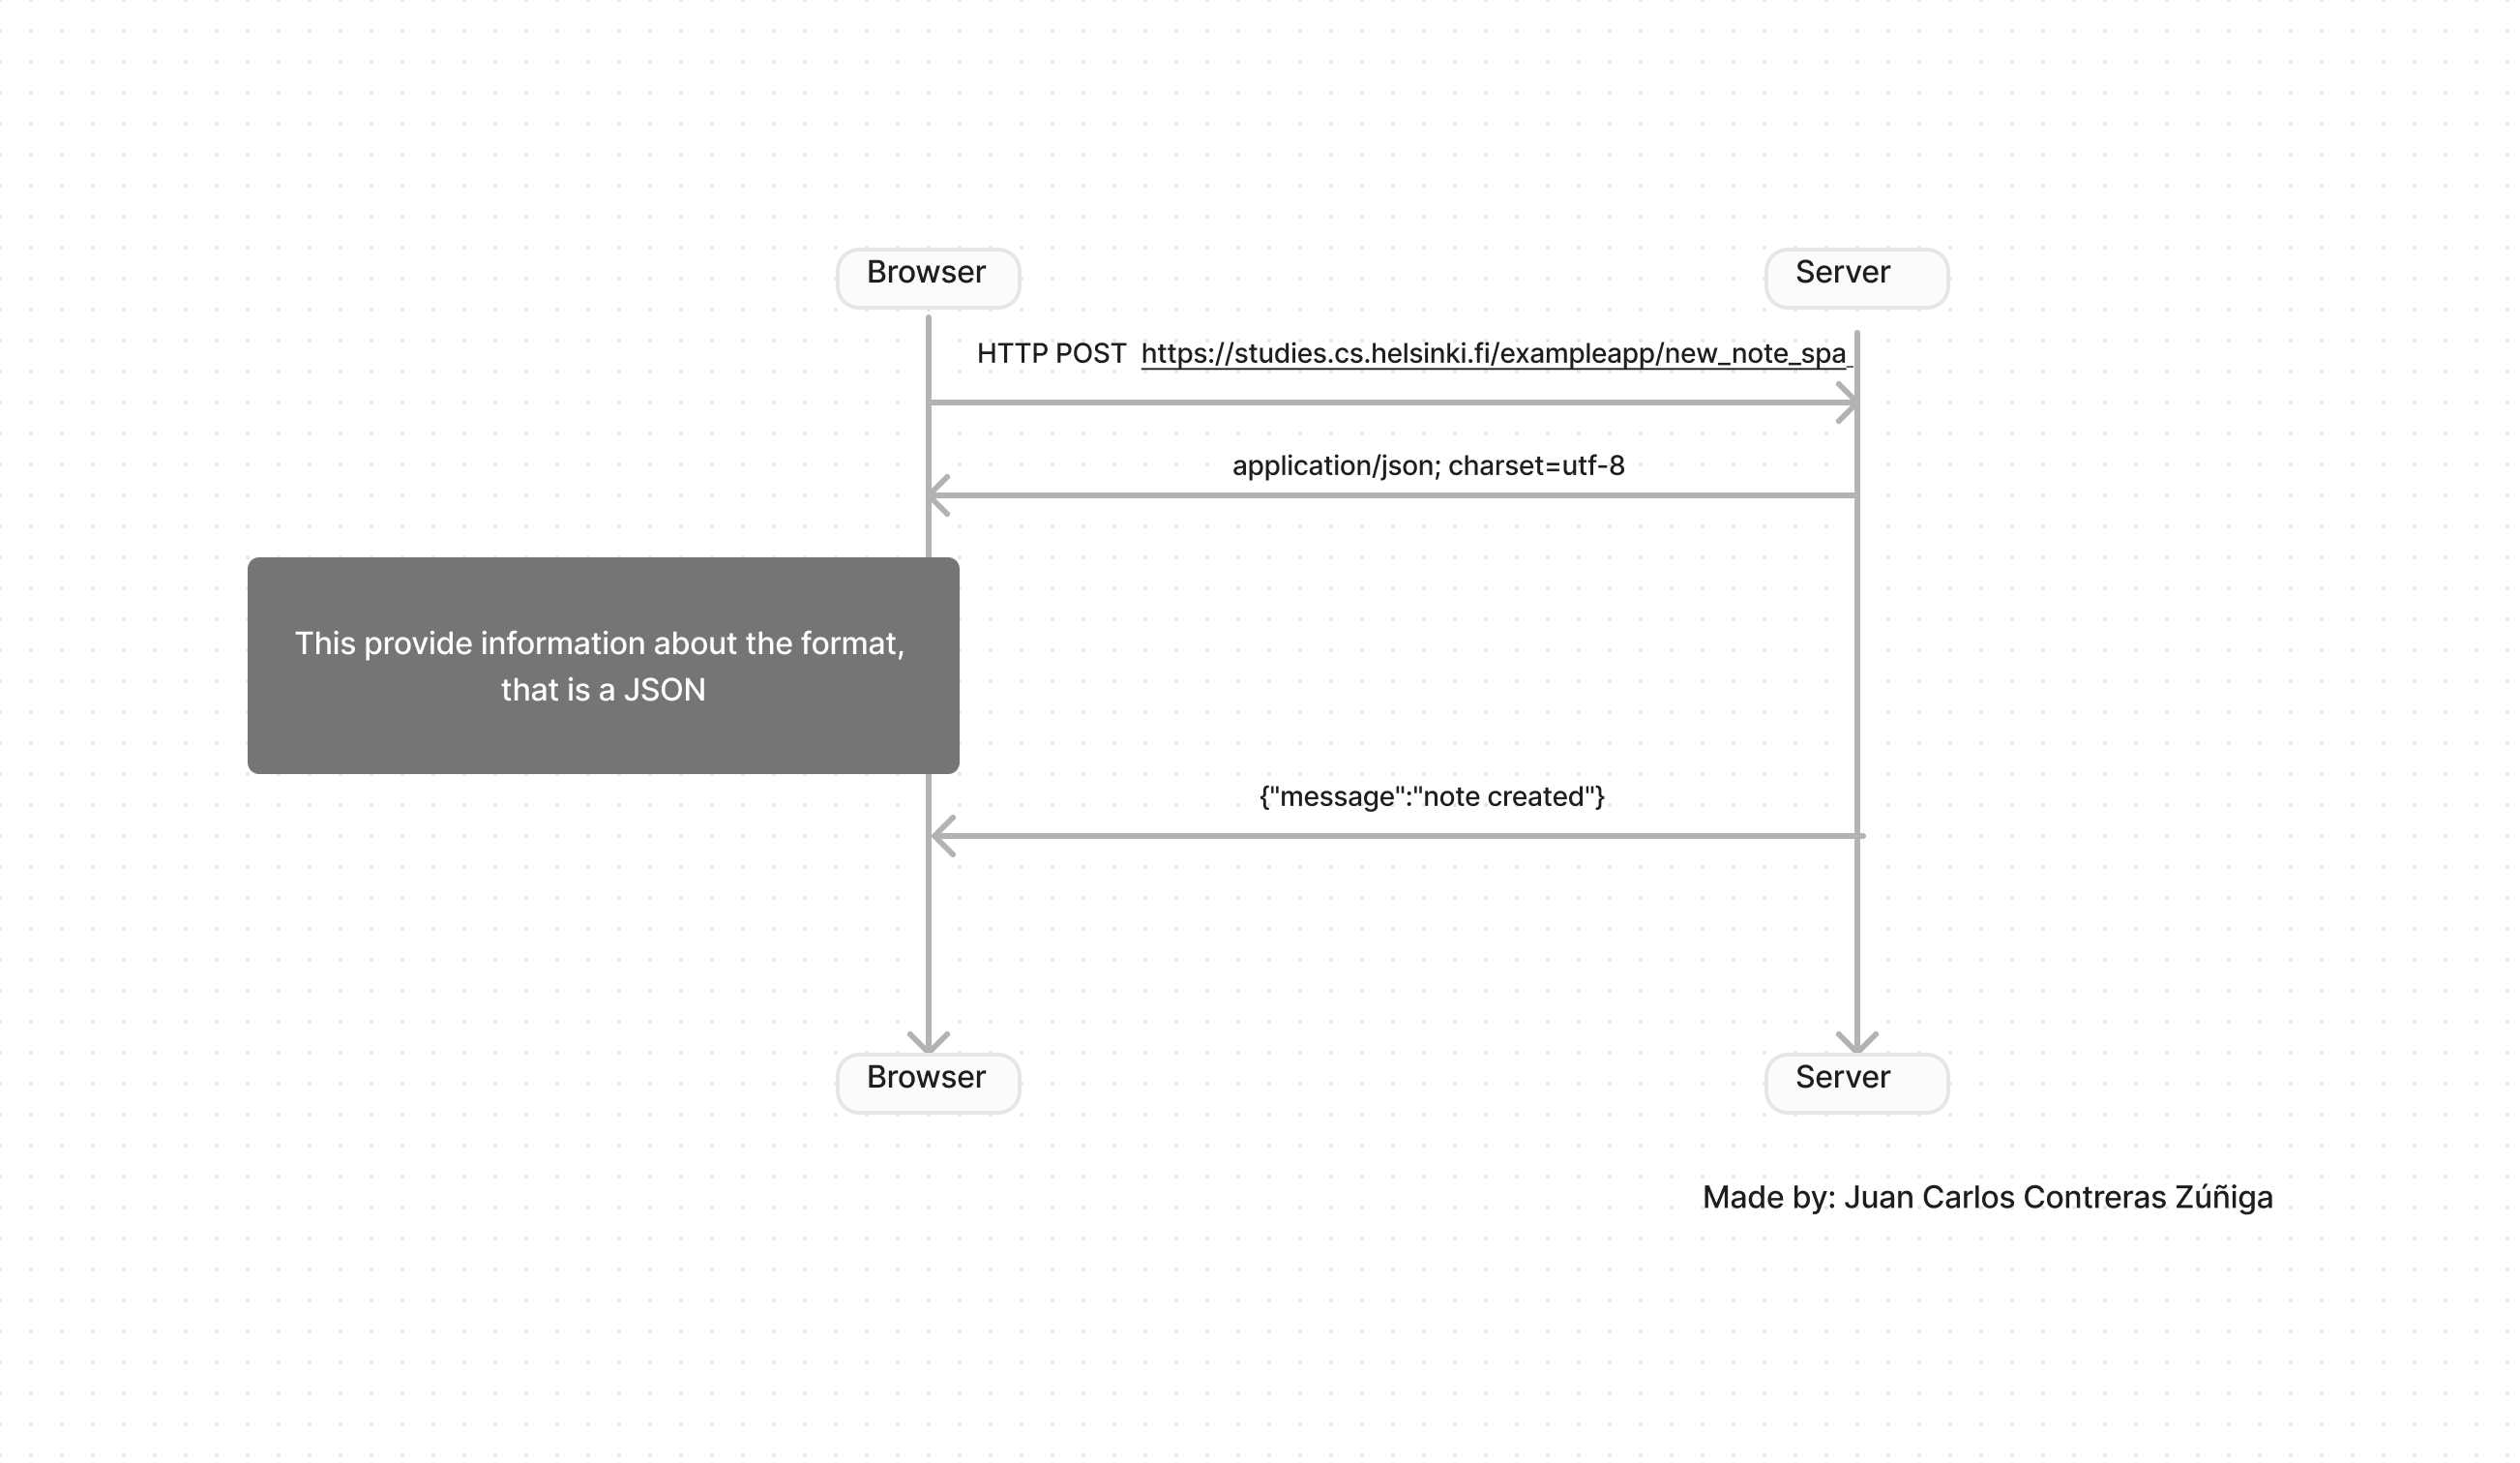 Browser
Server
HTTP POST https://studies.cs.helsinki.fi/exampleapp/new_note_spa
application/json; charset=utf-8
This provide information about the format,
that is a JSON
{"message":"note created"}
Browser
Server
Made by: Juan Carlos Contreras Zúñiga